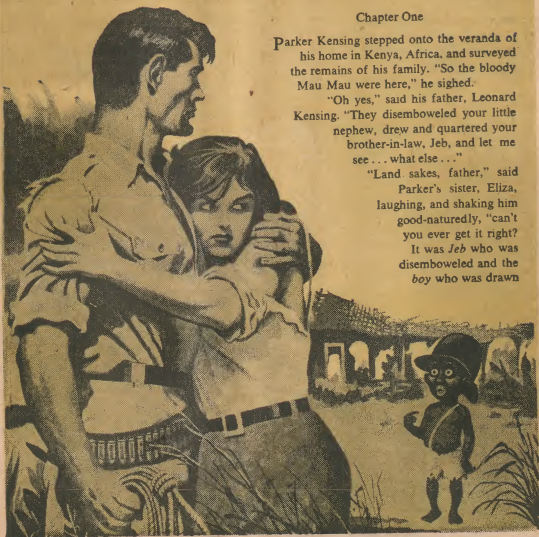 Chapter One
Parker Kensing stepped onto the veranda of
his home in Kenya, Africa, and surveyed
the remains of his family. “So the bloody
Mau Mau were here,” he sighed.
“Oh yes,” said his father, Leonard
Kensing. “They disemboweled your little
nephew, drew and quartered your
brother-in-law, Jeb, and let me
see . . . what else . . .”
“Land sakes, father,” said
Parker’s sister, Eliza,
laughing, and shaking him
good-naturedly, “can’t
you ever get it right?
It was Jeb who was
disemboweled and the
boy who was drawn